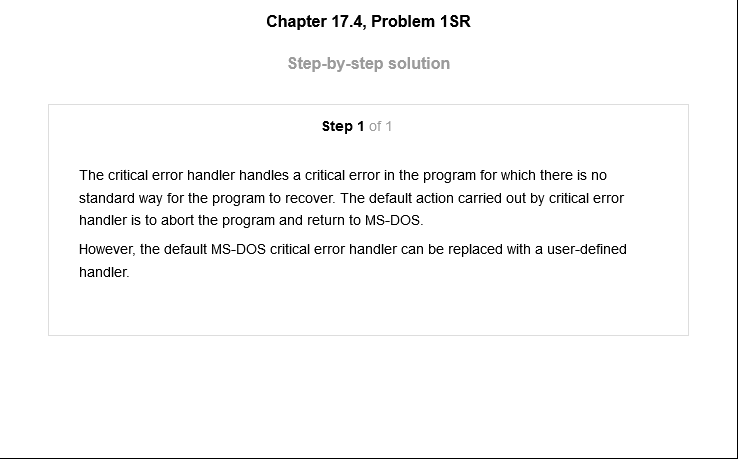 Chapter 17.4, Problem 1SR
Step-by-step solution
Step 1 of 1
The critical error handler handles a critical error in the program for which there is no
standard way for the program to recover. The default action carried out by critical error
handler is to abort the program and return to MS-DOS.
However, the default MS-DOS critical error handler can be replaced with a user-defined
handler.